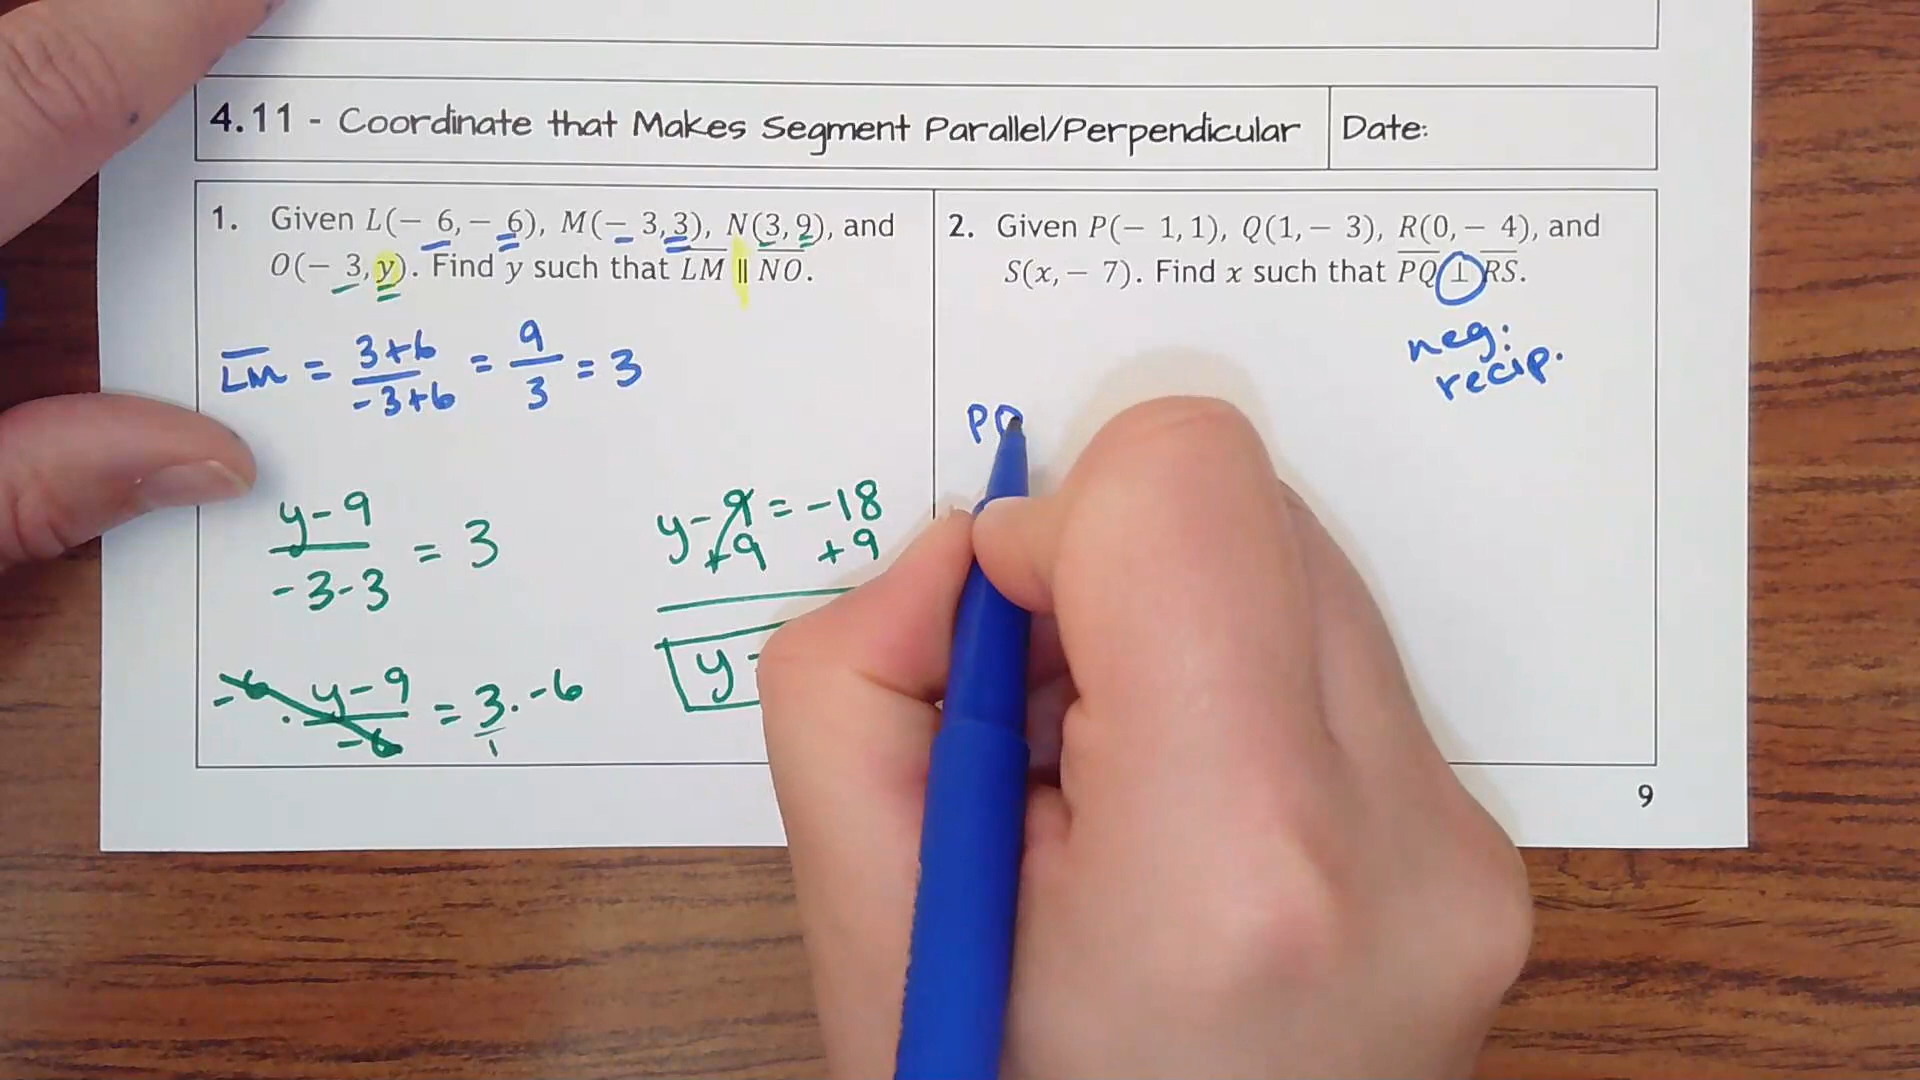 4.11 - Coordinate that Makes Segment Parallel/Perpendicular
Date:
1. Given L(− 6,− 6), M(− 3,3), N(3,9), and
O(− 3,y). Find y such that LM ∥ NO.
LM = 3+6 / -3+6 = 9/3 = 3
y-9 / -3-3 = 3
-6 · y-9 / -6 = 3/1 · -6
y-9 = -18
+9 +9
y =
2. Given P(− 1,1), Q(1,− 3), R(0,− 4), and
S(x,− 7). Find x such that PQ ⊥ RS.
neg.
recip.
PQ
9